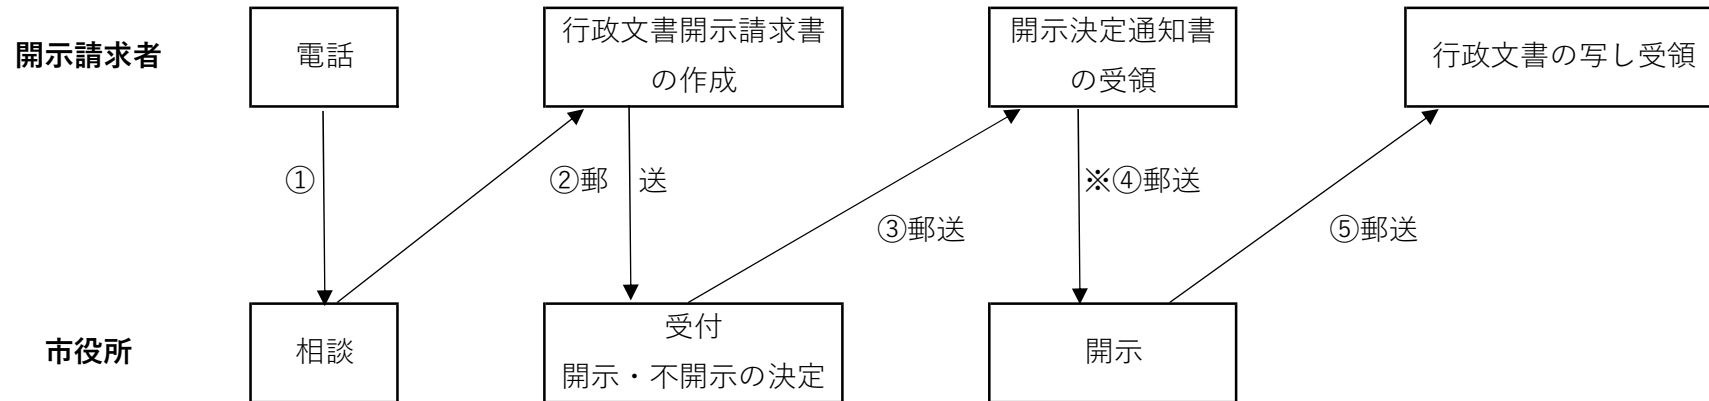 開示請求者
電話
行政文書開示請求書
の作成
開示決定通知書
の受領
行政文書の写し受領
①
②郵 送
③郵送
※④郵送
⑤郵送
市役所
相談
受付
開示・不開示の決定
開示